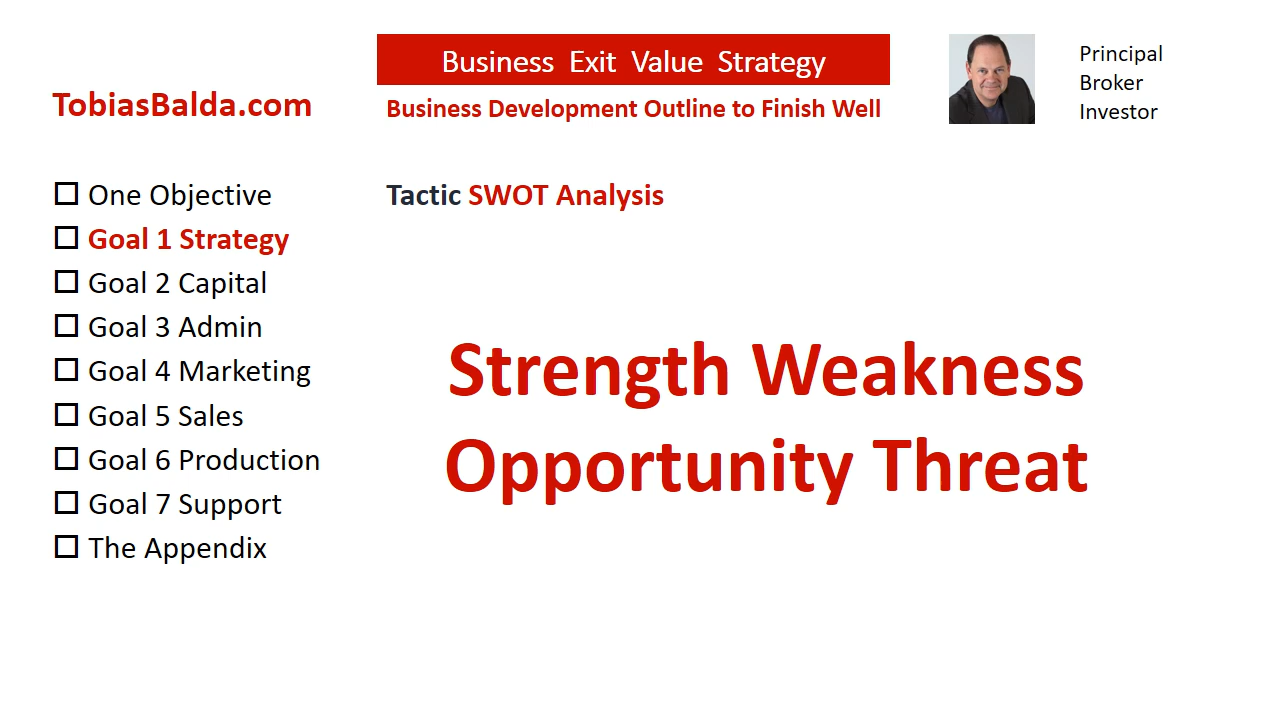 Business Exit Value Strategy
TobiasBalda.com
Business Development Outline to Finish Well
Principal
Broker
Investor
One Objective
Goal 1 Strategy
Goal 2 Capital
Goal 3 Admin
Goal 4 Marketing
Goal 5 Sales
Goal 6 Production
Goal 7 Support
The Appendix
Tactic SWOT Analysis
Strength Weakness
Opportunity Threat